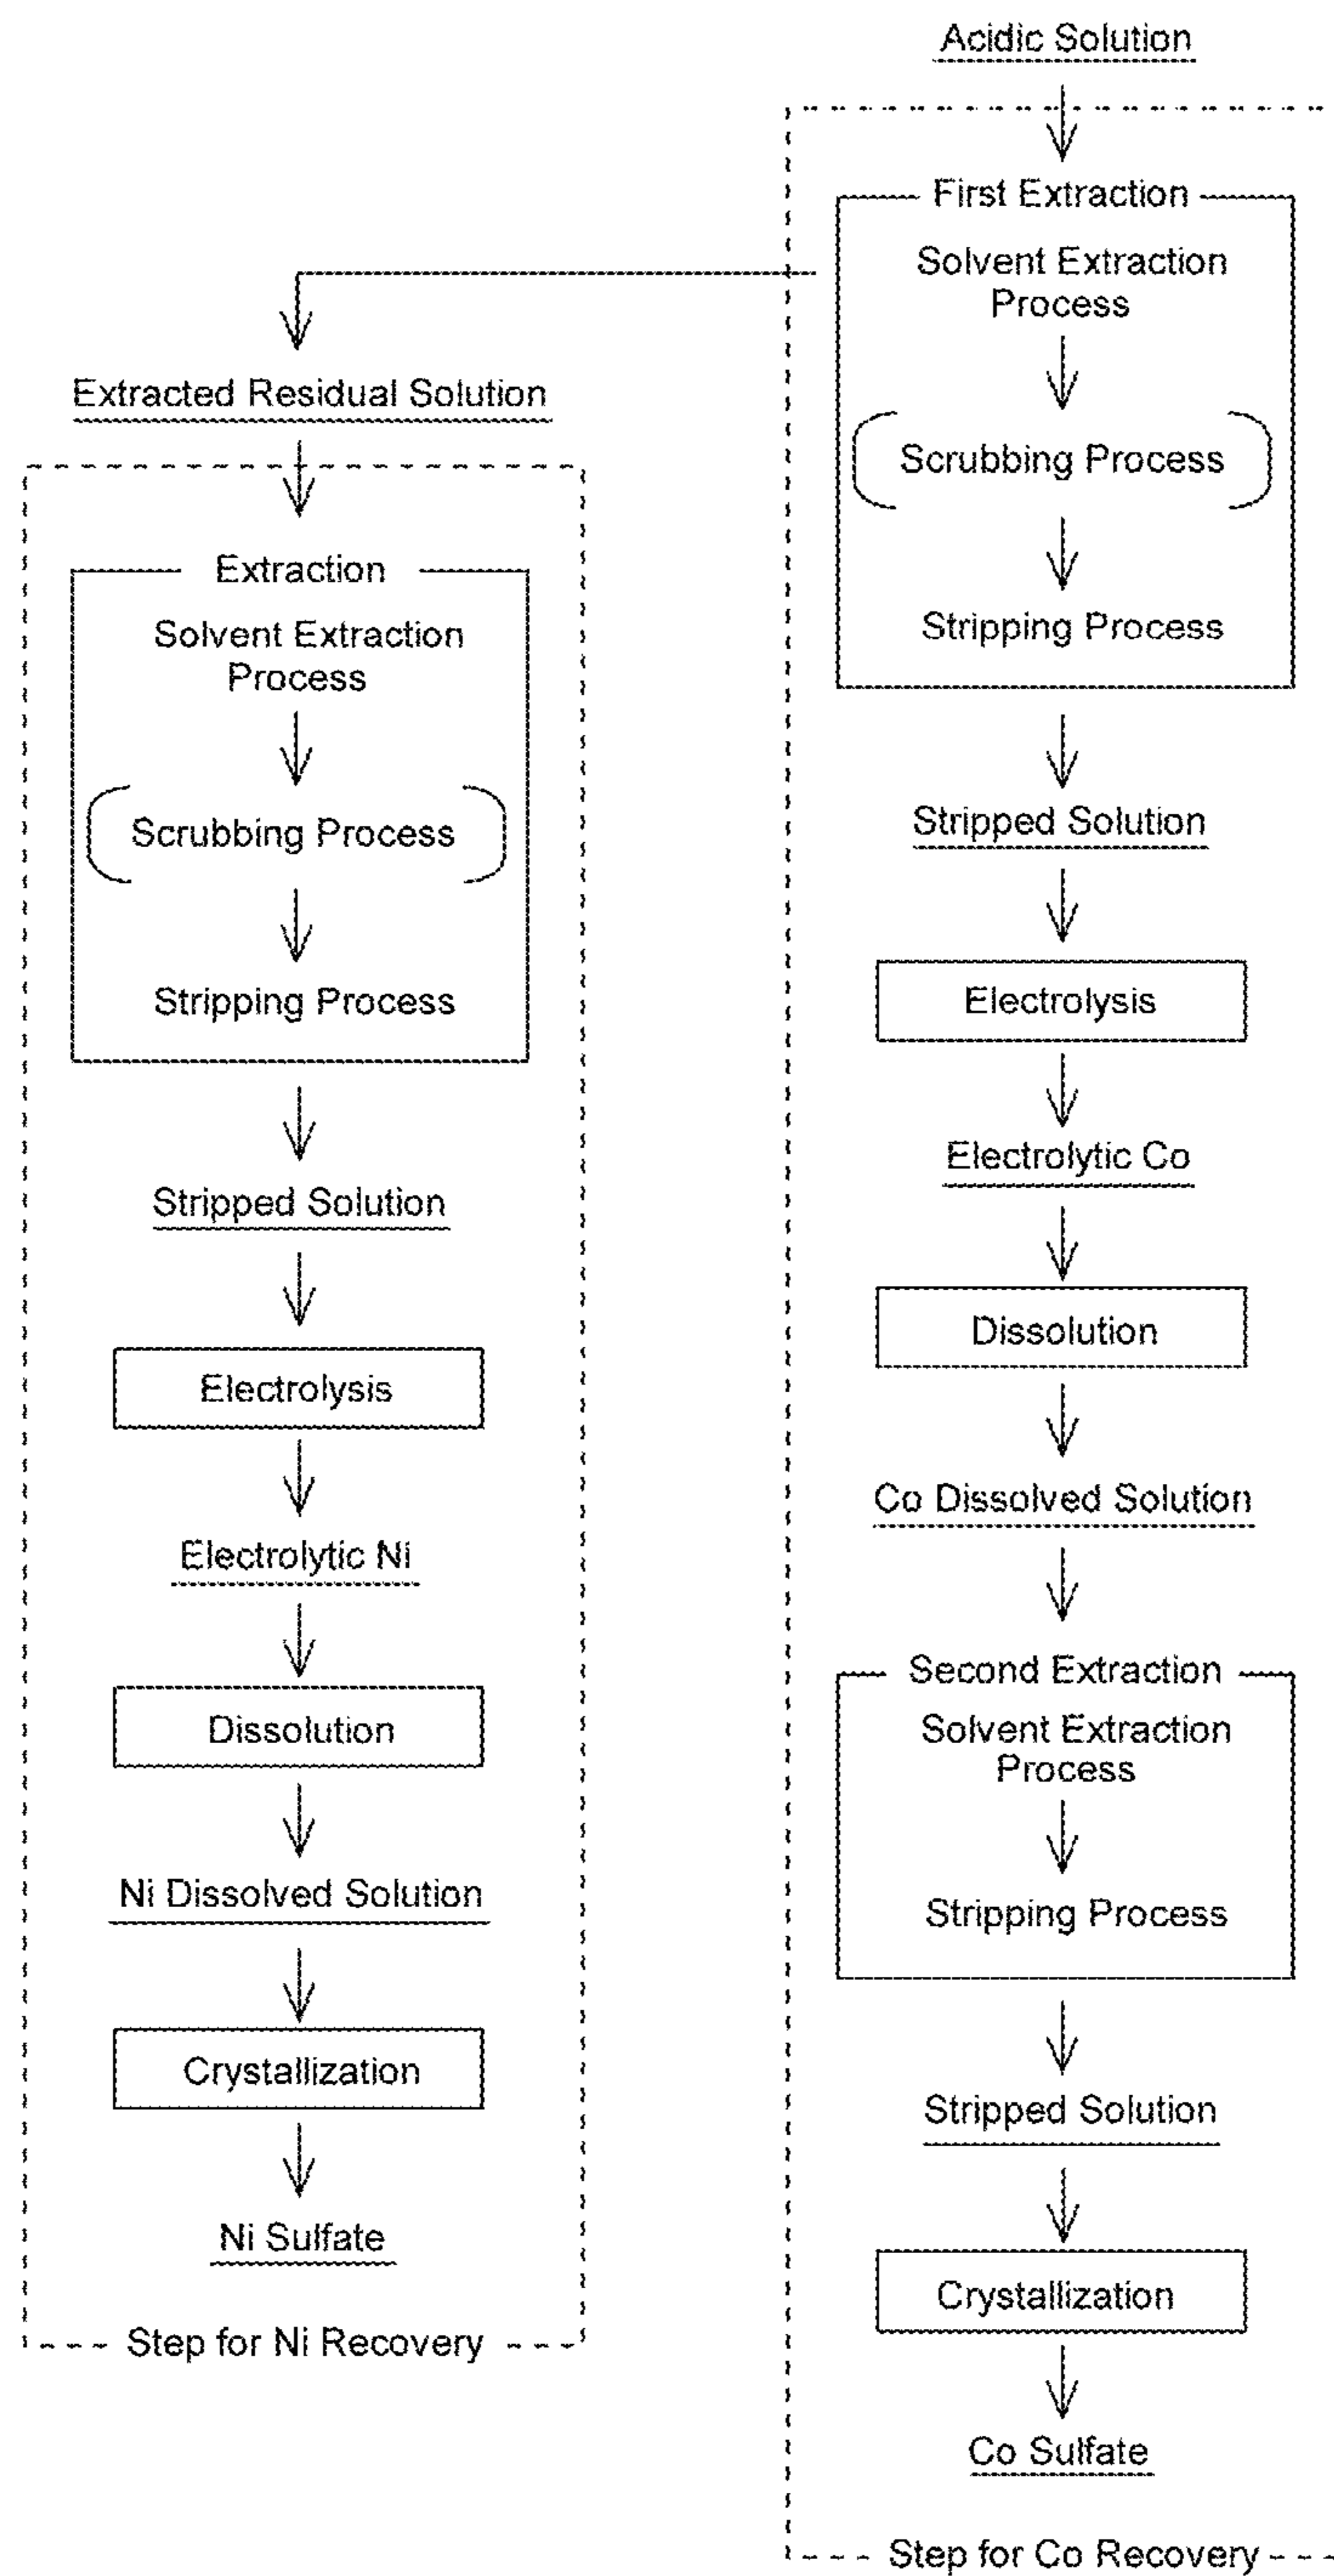 Acidic Solution
First Extraction
Solvent Extraction
Process
Scrubbing Process
Stripping Process
Stripped Solution
Electrolysis
Electrolytic Co
Dissolution
Co Dissolved Solution
Second Extraction
Solvent Extraction
Process
Stripping Process
Stripped Solution
Crystallization
Co Sulfate
Step for Co Recovery
Extracted Residual Solution
Extraction
Solvent Extraction
Process
Scrubbing Process
Stripping Process
Stripped Solution
Electrolysis
Electrolytic Ni
Dissolution
Ni Dissolved Solution
Crystallization
Ni Sulfate
Step for Ni Recovery